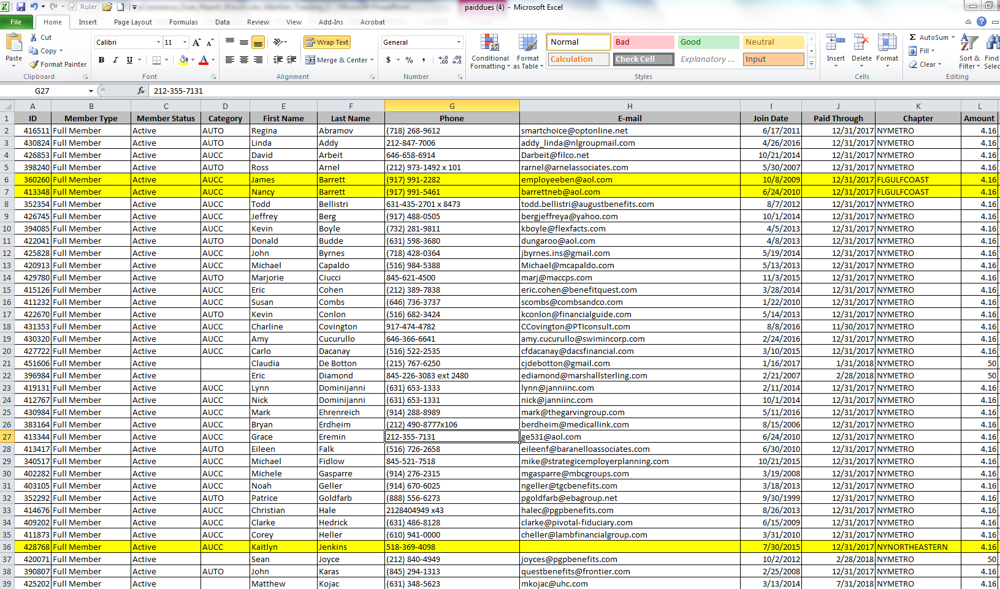 Ruler
paiddues (4) - Microsoft Excel
File Home Insert Page Layout Formulas Data Review View Add-Ins Acrobat
Cut
Copy
Format Painter
Paste
Clipboard
Calibri 11
B I U
Font
Wrap Text
Merge & Center
Alignment
General
$ % ,
Number
Conditional Formatting
Format as Table
Normal Bad Good Neutral
Calculation Check Cell Explanatory ... Input
Styles
Insert Delete Format
Cells
Σ AutoSum
Fill
Clear
Sort & Filter
Find
Selec
Editing
G27 fx 212-355-7131
A B C D E F G H I J K L
1 ID Member Type Member Status Category First Name Last Name Phone E-mail Join Date Paid Through Chapter Amount
2 416511 Full Member Active AUTO Regina Abramov (718) 268-9612 smartchoice@optonline.net 6/17/2011 12/31/2017 NYMETRO 4.16
3 430824 Full Member Active AUTO Linda Addy 212-847-7006 addy_linda@nlgroupmail.com 4/26/2016 12/31/2017 NYMETRO 4.16
4 426853 Full Member Active AUCC David Arbeit 646-658-6914 Darbeit@filco.net 10/21/2014 12/31/2017 NYMETRO 4.16
5 398240 Full Member Active AUTO Ross Arnel (212) 973-1492 x 101 rarnel@arnelassociates.com 5/30/2007 12/31/2017 NYMETRO 4.16
6 360260 Full Member Active AUCC James Barrett (917) 991-2282 employeeben@aol.com 10/8/2009 12/31/2017 FLGULFCOAST 4.16
7 413348 Full Member Active AUCC Nancy Barrett (917) 991-5461 barrettneb@aol.com 6/24/2010 12/31/2017 FLGULFCOAST 4.16
8 352354 Full Member Active AUCC Todd Bellistri 631-435-2701 x 8473 todd.bellistri@augustbenefits.com 8/7/2012 12/31/2017 NYMETRO 4.16
9 426745 Full Member Active AUCC Jeffrey Berg (917) 488-0505 bergjeffreya@yahoo.com 10/1/2014 12/31/2017 NYMETRO 4.16
10 394085 Full Member Active AUCC Kevin Boyle (732) 281-9811 kboyle@flexfacts.com 4/5/2013 12/31/2017 NYMETRO 4.16
11 422041 Full Member Active AUTO Donald Budde (631) 598-3680 dungaroo@aol.com 4/8/2013 12/31/2017 NYMETRO 4.16
12 425828 Full Member Active AUCC John Byrnes (718) 428-0364 jbyrnes.ins@gmail.com 5/19/2014 12/31/2017 NYMETRO 4.16
13 420913 Full Member Active AUCC Michael Capaldo (516) 984-5388 Michael@mcapaldo.com 5/13/2013 12/31/2017 NYMETRO 4.16
14 429780 Full Member Active AUTO Marjorie Ciucci 845-621-4500 marj@maccps.com 11/3/2015 12/31/2017 NYMETRO 4.16
15 415126 Full Member Active AUCC Eric Cohen (212) 389-7838 eric.cohen@benefitquest.com 3/28/2014 12/31/2017 NYMETRO 4.16
16 411232 Full Member Active AUCC Susan Combs (646) 736-3737 scombs@combsandco.com 1/22/2010 12/31/2017 NYMETRO 4.16
17 422670 Full Member Active AUTO Kevin Conlon (516) 682-3424 kconlon@financialguide.com 5/14/2013 12/31/2017 NYMETRO 4.16
18 431353 Full Member Active AUCC Charline Covington 917-474-4782 CCovington@PTIconsult.com 8/8/2016 11/30/2017 NYMETRO 4.16
19 430320 Full Member Active AUCC Amy Cucurullo 646-366-6641 amy.cucurullo@swimincorp.com 2/24/2016 12/31/2017 NYMETRO 4.16
20 427722 Full Member Active AUCC Carlo Dacanay (516) 522-2535 cfdacanay@dacsfinancial.com 3/10/2015 12/31/2017 NYMETRO 4.16
21 451606 Full Member Active Claudia De Botton (215) 767-6250 cjdebotton@gmail.com 1/16/2017 1/31/2018 NYMETRO 50
22 396984 Full Member Active Eric Diamond 845-226-3083 ext 2480 ediamond@marshallsterling.com 2/21/2007 2/28/2018 NYMETRO 50
23 419131 Full Member Active AUCC Lynn Dominijanni (631) 653-1333 lynn@janniinc.com 2/11/2014 12/31/2017 NYMETRO 4.16
24 412767 Full Member Active AUCC Nick Dominijanni (631) 653-1331 nick@janniinc.com 10/1/2014 12/31/2017 NYMETRO 4.16
25 430984 Full Member Active AUCC Mark Ehrenreich (914) 288-8989 mark@thegarvingroup.com 5/11/2016 12/31/2017 NYMETRO 4.16
26 383164 Full Member Active AUCC Bryan Erdheim (212) 490-8777x106 berdheim@medicallink.com 8/15/2006 12/31/2017 NYMETRO 4.16
27 413344 Full Member Active AUCC Grace Eremin 212-355-7131 ge531@aol.com 6/24/2010 12/31/2017 NYMETRO 4.16
28 413417 Full Member Active AUTO Eileen Falk (516) 726-2658 eileenf@baranelloassociates.com 6/30/2010 12/31/2017 NYMETRO 4.16
29 340517 Full Member Active AUCC Michael Fidlow 845-521-7518 mike@strategicemployerplanning.com 10/21/2015 12/31/2017 NYMETRO 4.16
30 402282 Full Member Active AUCC Michele Gasparre (914) 276-2315 mgasparre@mbcgroups.com 3/19/2008 12/31/2017 NYMETRO 4.16
31 403105 Full Member Active AUCC Noah Geller (914) 670-6025 ngeller@tgcbenefits.com 3/18/2013 12/31/2017 NYMETRO 4.16
32 352292 Full Member Active AUTO Patrice Goldfarb (888) 556-6273 pgoldfarb@ebagroup.net 9/30/1999 12/31/2017 NYMETRO 4.16
33 414676 Full Member Active AUCC Christian Hale 2128404949 x43 halec@pgpbenefits.com 8/26/2013 12/31/2017 NYMETRO 4.16
34 409202 Full Member Active AUCC Clarke Hedrick (631) 486-8128 clarke@pivotal-fiduciary.com 6/15/2009 12/31/2017 NYMETRO 4.16
35 411873 Full Member Active AUCC Corey Heller (610) 941-0000 cheller@lambfinancialgroup.com 3/31/2010 12/31/2017 NYMETRO 4.16
36 428768 Full Member Active AUCC Kaitlyn Jenkins 518-369-4098 7/30/2015 12/31/2017 NYNORTHEASTERN 4.16
37 420071 Full Member Active Sean Joyce (212) 840-4949 joyces@pgpbenefits.com 10/2/2012 2/28/2018 NYMETRO 50
38 390807 Full Member Active AUTO John Karas (845) 294-1313 questbenefits@frontier.com 2/25/2008 12/31/2017 NYMETRO 4.16
39 425202 Full Member Active Matthew Kojac (631) 348-5623 mkojac@uhc.com 3/13/2014 7/31/2018 NYMETRO 4.16